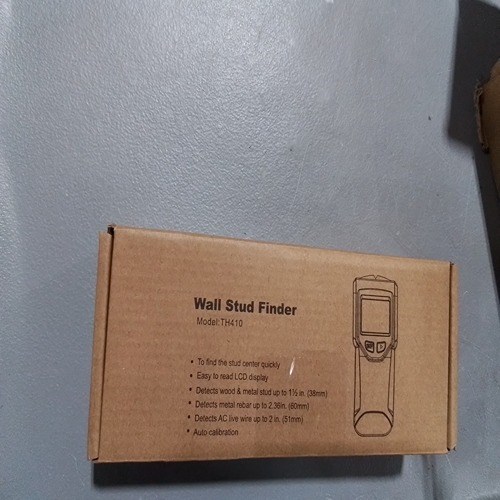 Wall Stud Finder
Model:TH410
• To find the stud center quickly
• Easy to read LCD display
• Detects wood & metal stud up to 1½ in. (38mm)
• Detects metal rebar up to 2.36in. (60mm)
• Detects AC live wire up to 2 in. (51mm)
• Auto calibration